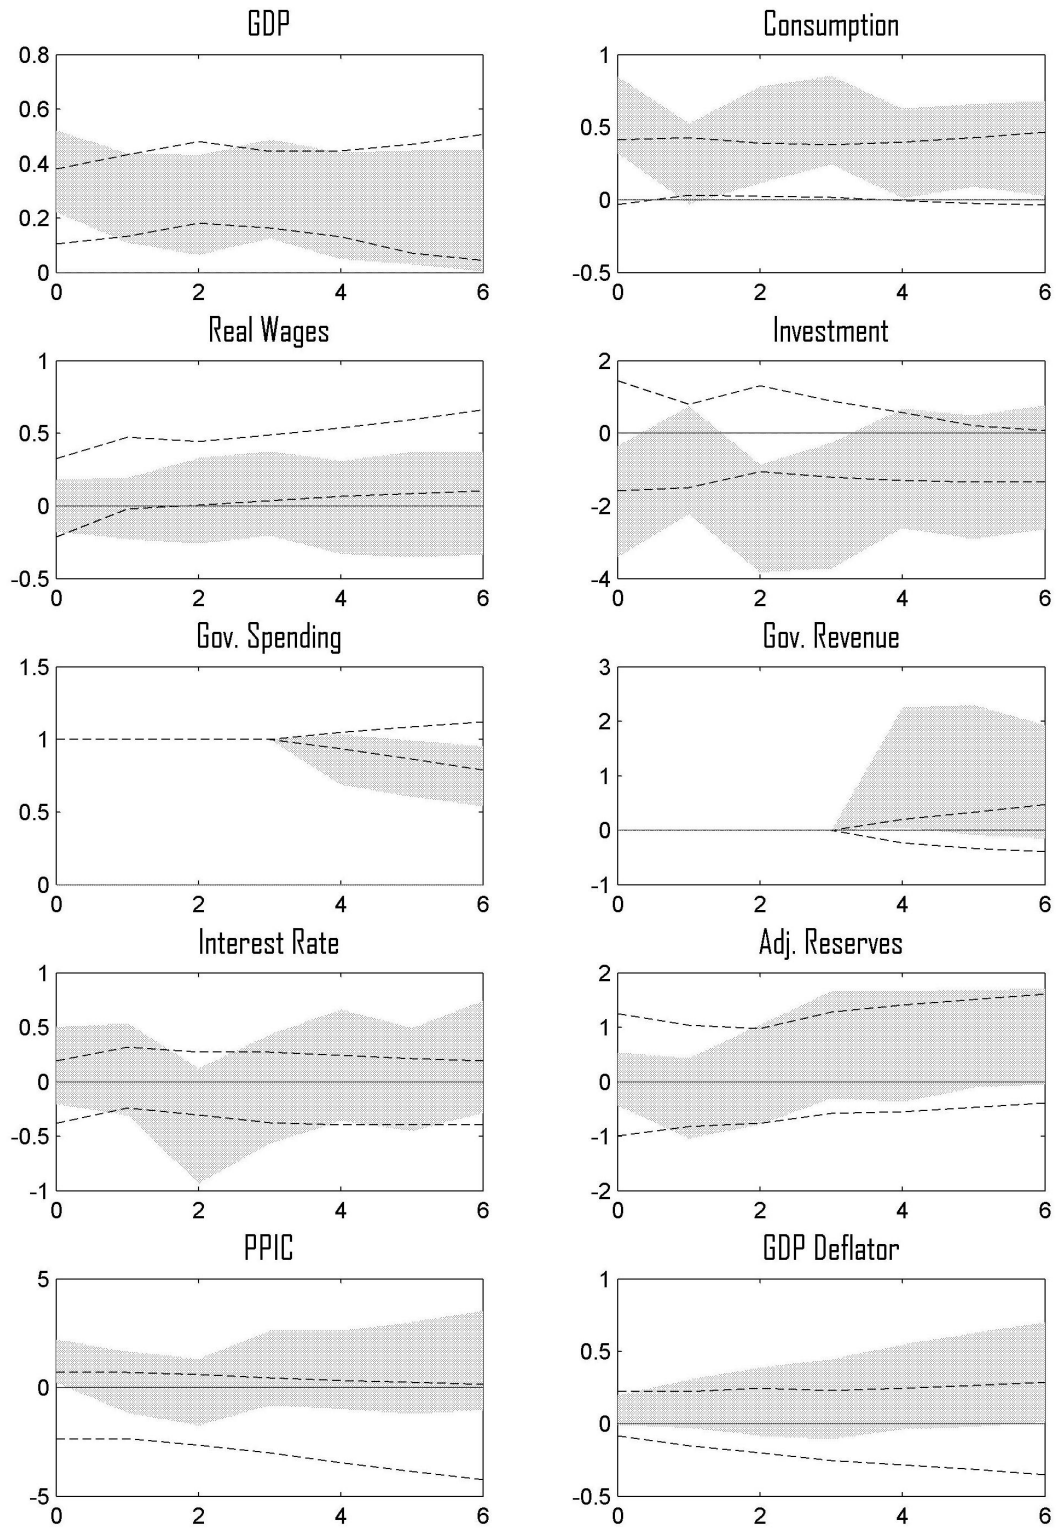 GDP
0.8
0.6
0.4
0.2
0
0 2 4 6
Consumption
1
0.5
0
-0.5
0 2 4 6
Real Wages
1
0.5
0
-0.5
0 2 4 6
Investment
2
0
-2
-4
0 2 4 6
Gov. Spending
1.5
1
0.5
0
0 2 4 6
Gov. Revenue
3
2
1
0
-1
0 2 4 6
Interest Rate
1
0.5
0
-0.5
-1
0 2 4 6
Adj. Reserves
2
1
0
-1
-2
0 2 4 6
PPIC
5
0
-5
0 2 4 6
GDP Deflator
1
0.5
0
-0.5
0 2 4 6